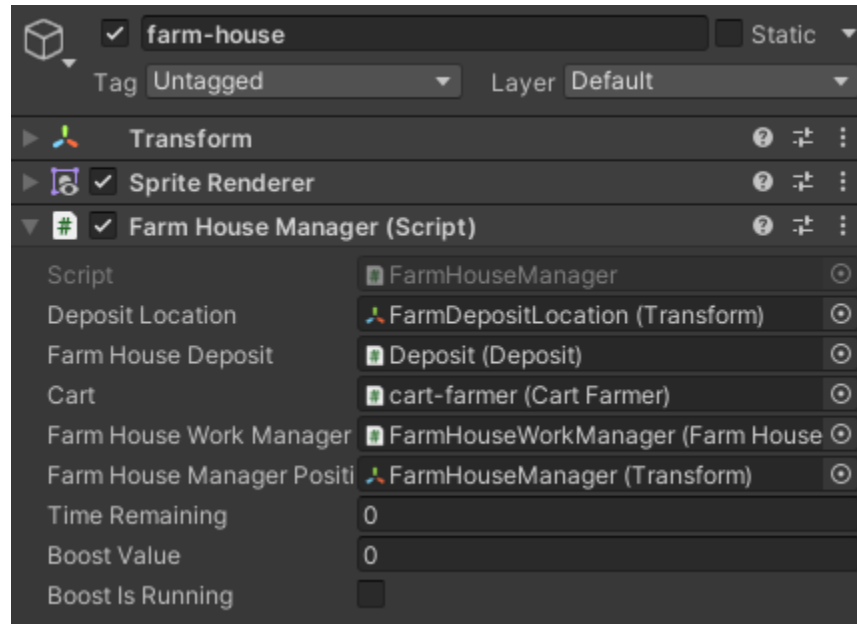 farm-house Static
Tag Untagged Layer Default
Transform
Sprite Renderer
# Farm House Manager (Script)
Script # FarmHouseManager
Deposit Location FarmDepositLocation (Transform)
Farm House Deposit # Deposit (Deposit)
Cart # cart-farmer (Cart Farmer)
Farm House Work Manager # FarmHouseWorkManager (Farm House
Farm House Manager Positi FarmHouseManager (Transform)
Time Remaining 0
Boost Value 0
Boost Is Running